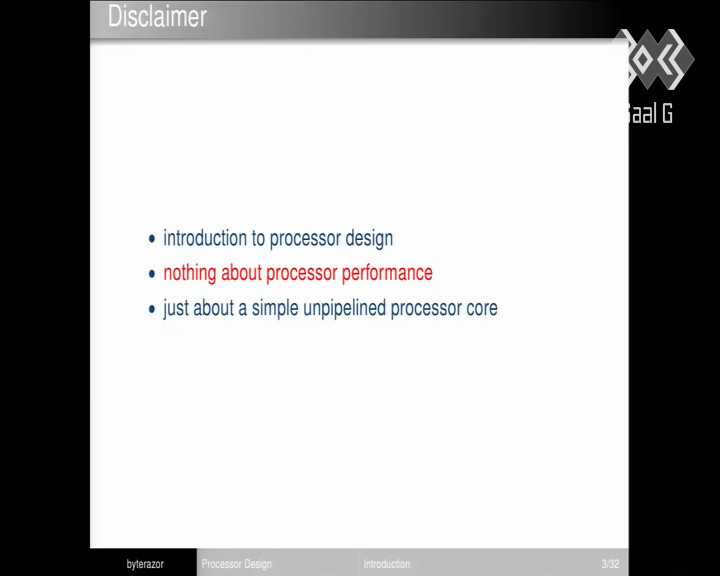 Disclaimer
Saal G
• introduction to processor design
• nothing about processor performance
• just about a simple unpipelined processor core
byterazor Processor Design Introduction 3/32